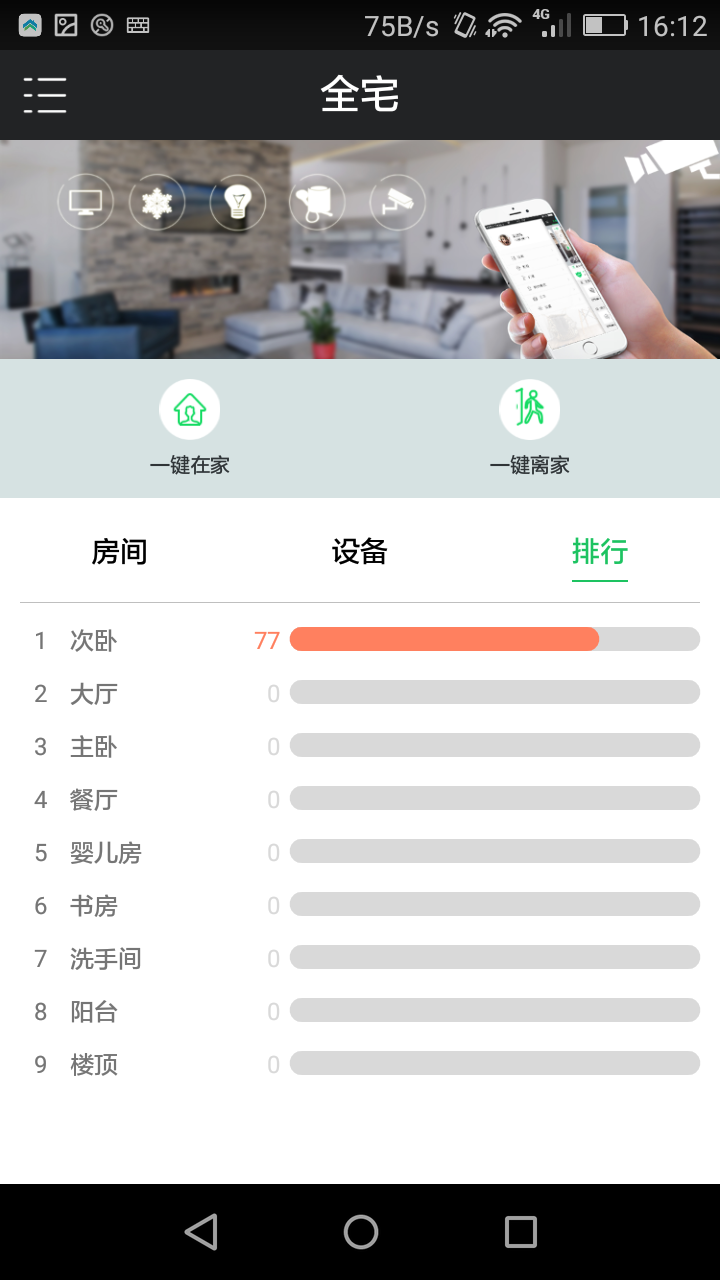 75B/s 4G 16:12
全宅
一键在家 一键离家
房间 设备 排行
1 次卧 77
2 大厅 0
3 主卧 0
4 餐厅 0
5 婴儿房 0
6 书房 0
7 洗手间 0
8 阳台 0
9 楼顶 0